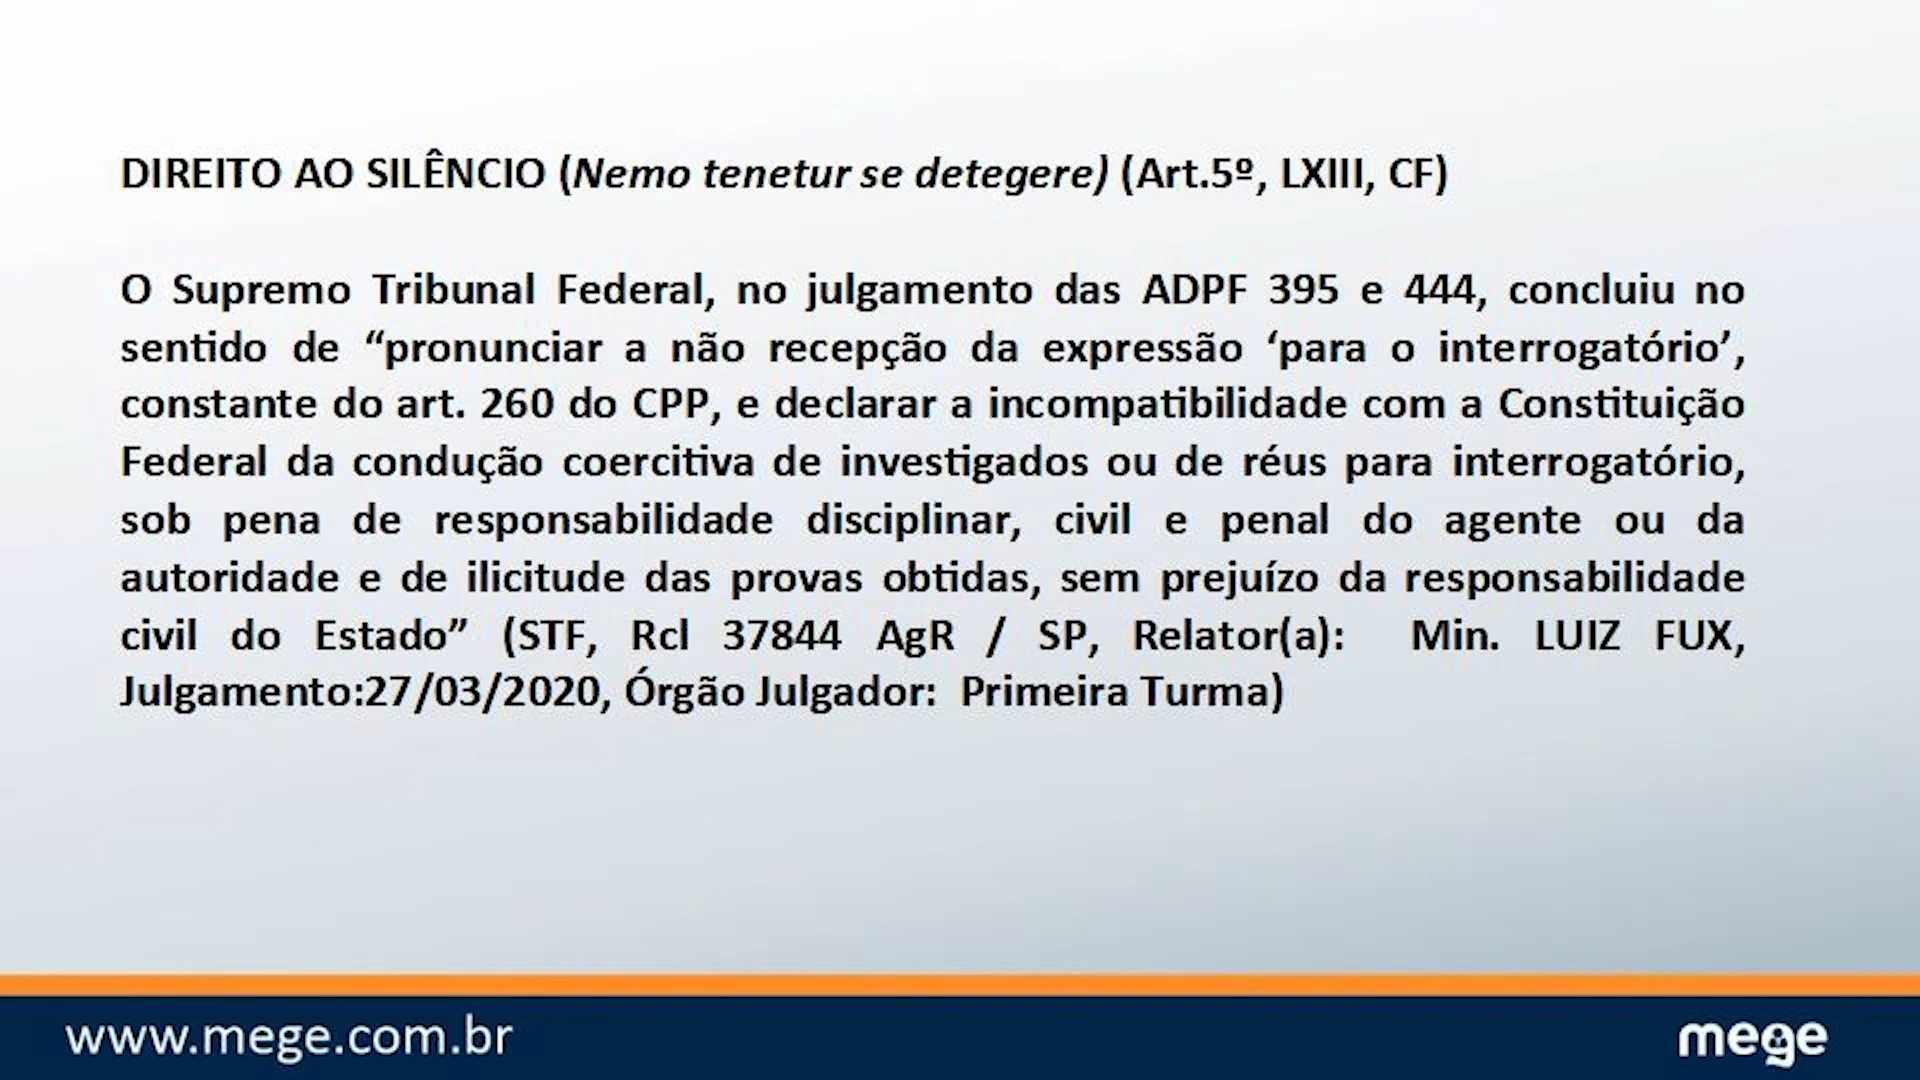 DIREITO AO SILÊNCIO (Nemo tenetur se detegere) (Art.5º, LXIII, CF)
O Supremo Tribunal Federal, no julgamento das ADPF 395 e 444, concluiu no
sentido de “pronunciar a não recepção da expressão ‘para o interrogatório’,
constante do art. 260 do CPP, e declarar a incompatibilidade com a Constituição
Federal da condução coercitiva de investigados ou de réus para interrogatório,
sob pena de responsabilidade disciplinar, civil e penal do agente ou da
autoridade e de ilicitude das provas obtidas, sem prejuízo da responsabilidade
civil do Estado” (STF, Rcl 37844 AgR / SP, Relator(a): Min. LUIZ FUX,
Julgamento:27/03/2020, Órgão Julgador: Primeira Turma)
www.mege.com.br
mege